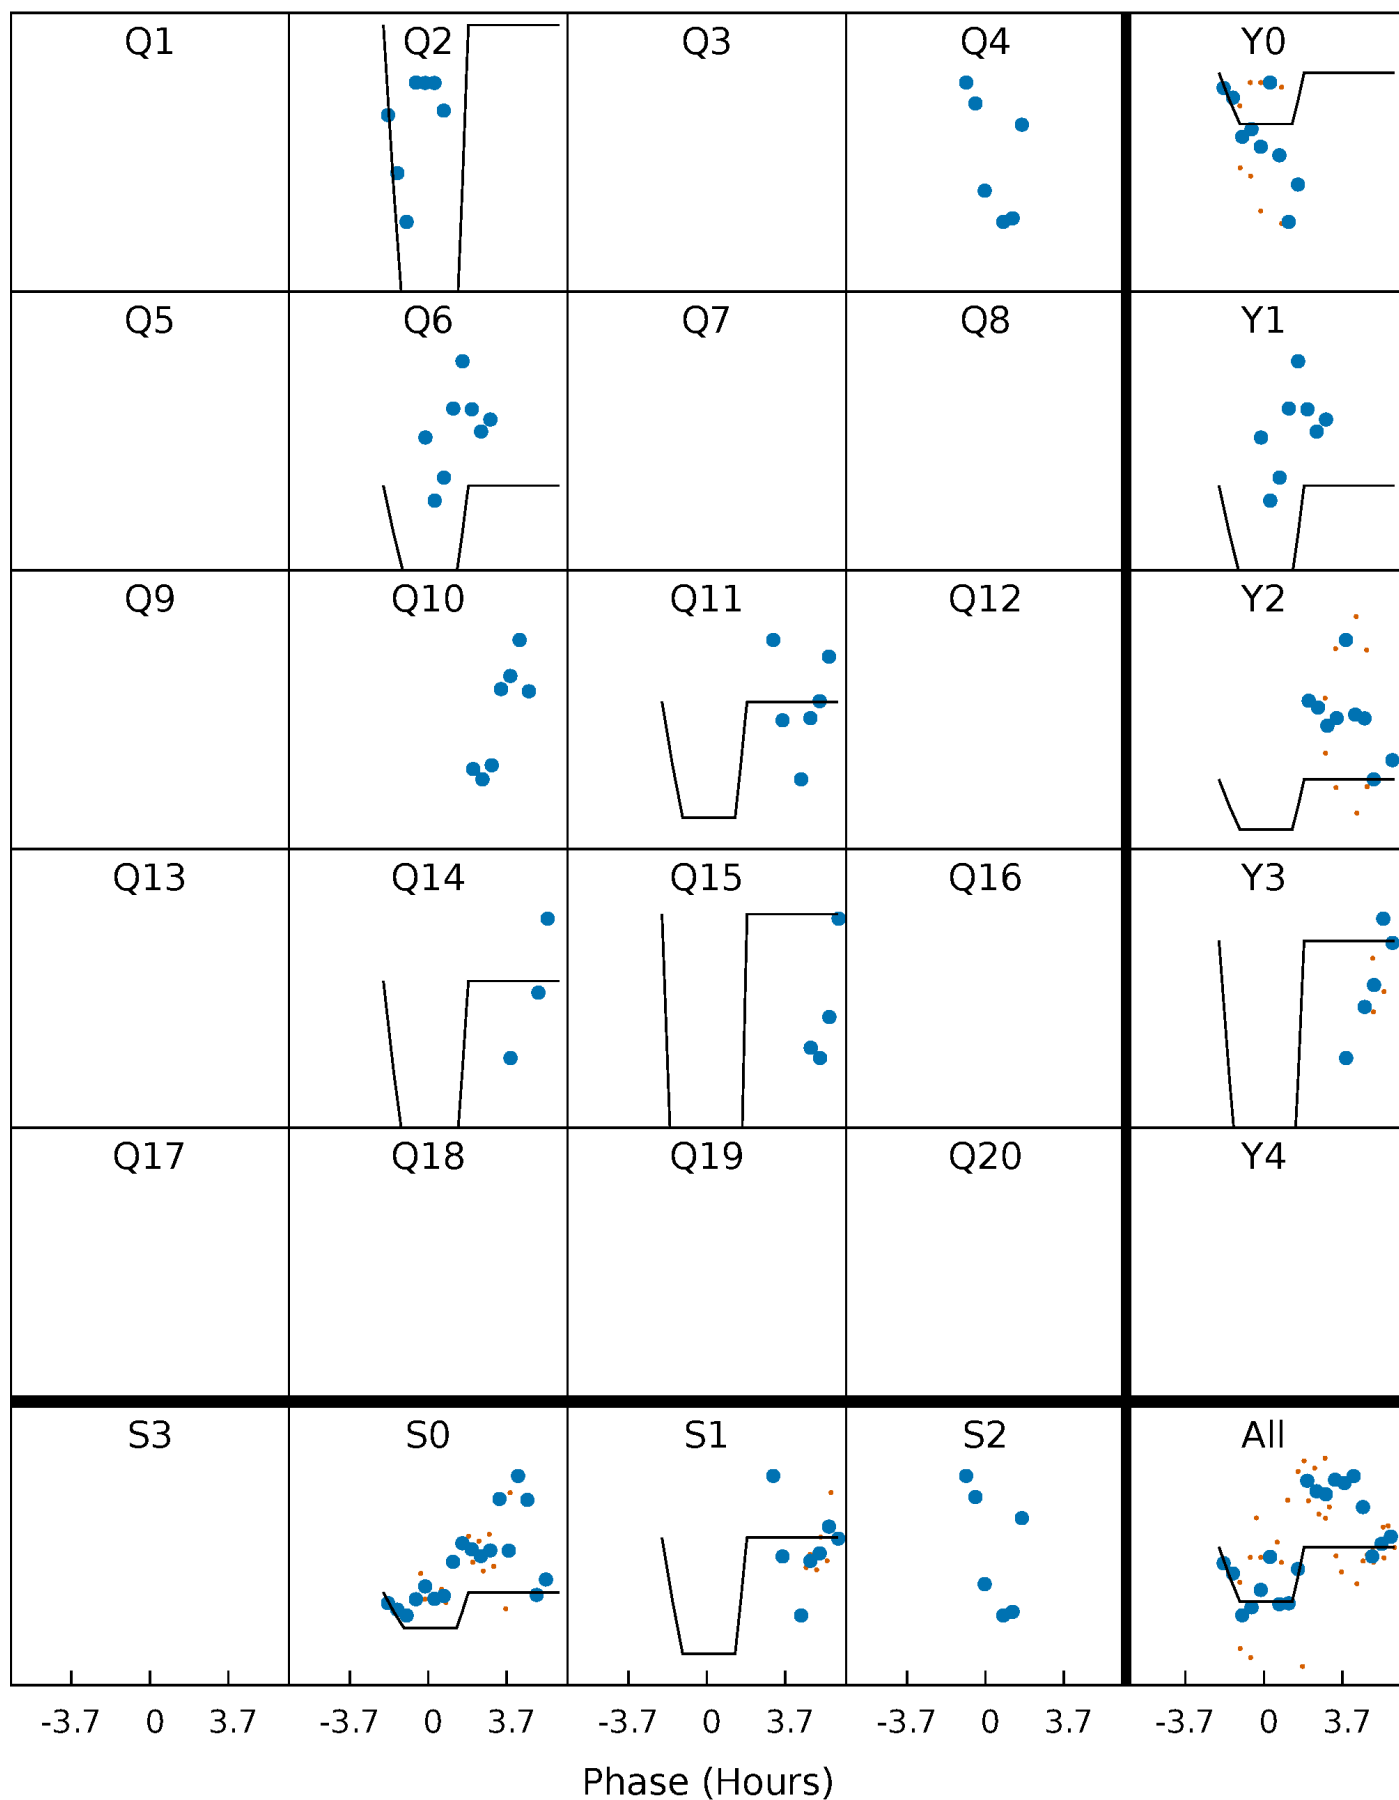 Q1 Q2 Q3 Q4 Y0
Q5 Q6 Q7 Q8 Y1
Q9 Q10 Q11 Q12 Y2
Q13 Q14 Q15 Q16 Y3
Q17 Q18 Q19 Q20 Y4
S3 S0 S1 S2 All
-3.7 0 3.7 -3.7 0 3.7 -3.7 0 3.7 -3.7 0 3.7 -3.7 0 3.7
Phase (Hours)